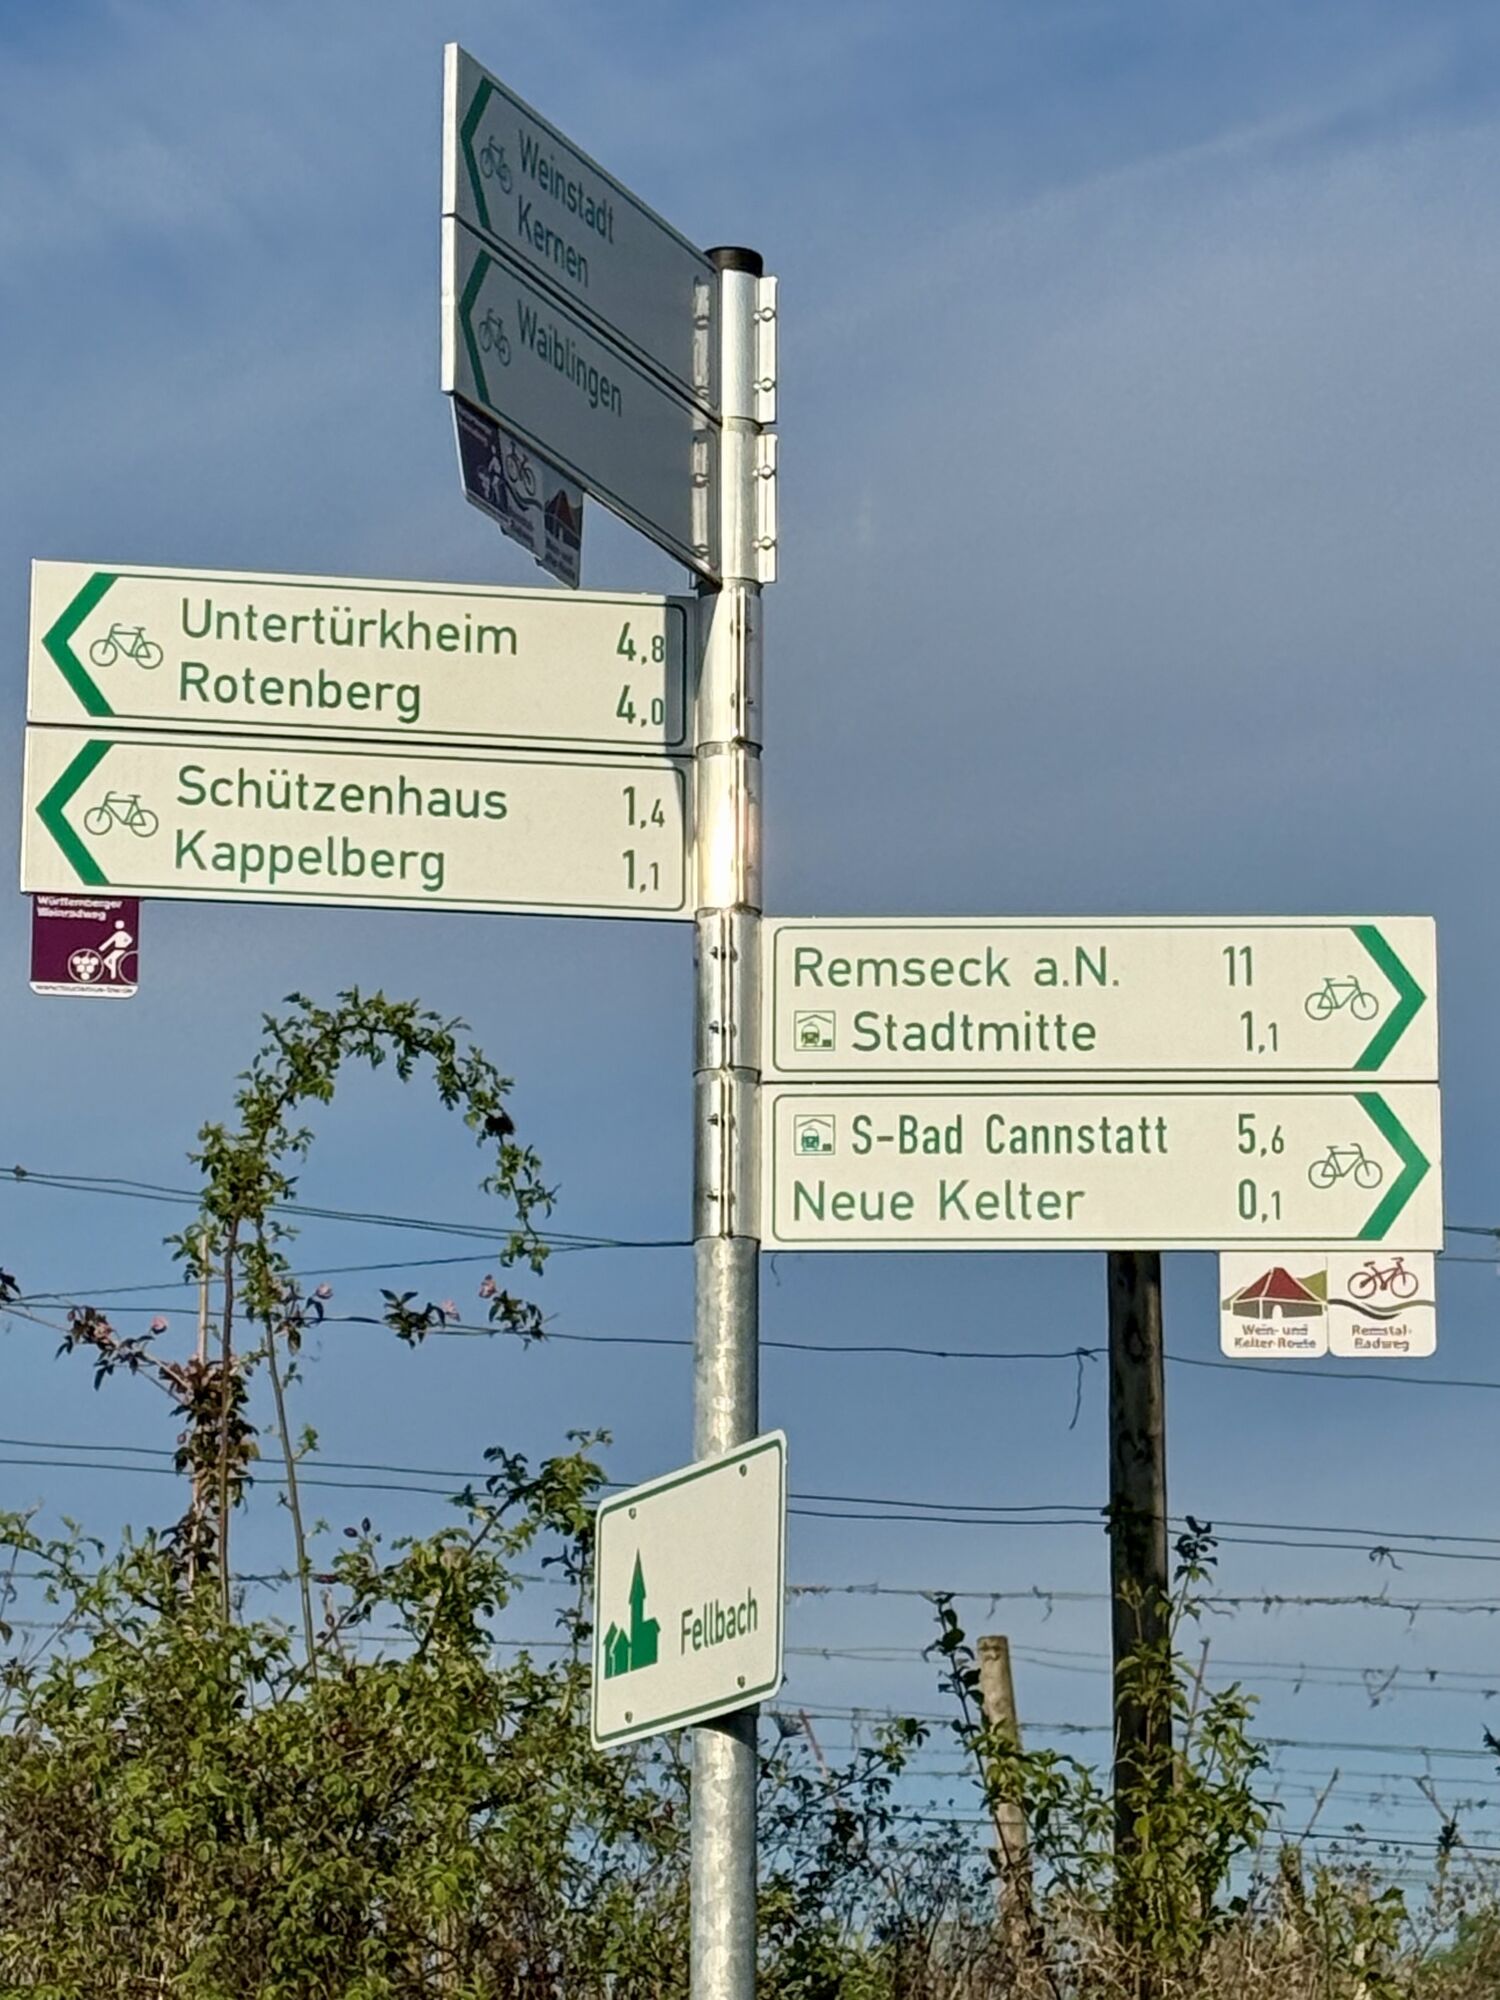 Weinstadt
Kernen
Waiblingen
Untertürkheim 4,8
Rotenberg 4,0
Schützenhaus 1,4
Kappelberg 1,1
Württemberger
Weinradweg
Remseck a.N. 11
Stadtmitte 1,1
S-Bad Cannstatt 5,6
Neue Kelter 0,1
Wein- und
Kelter-Route
Remstal-
Radweg
Fellbach